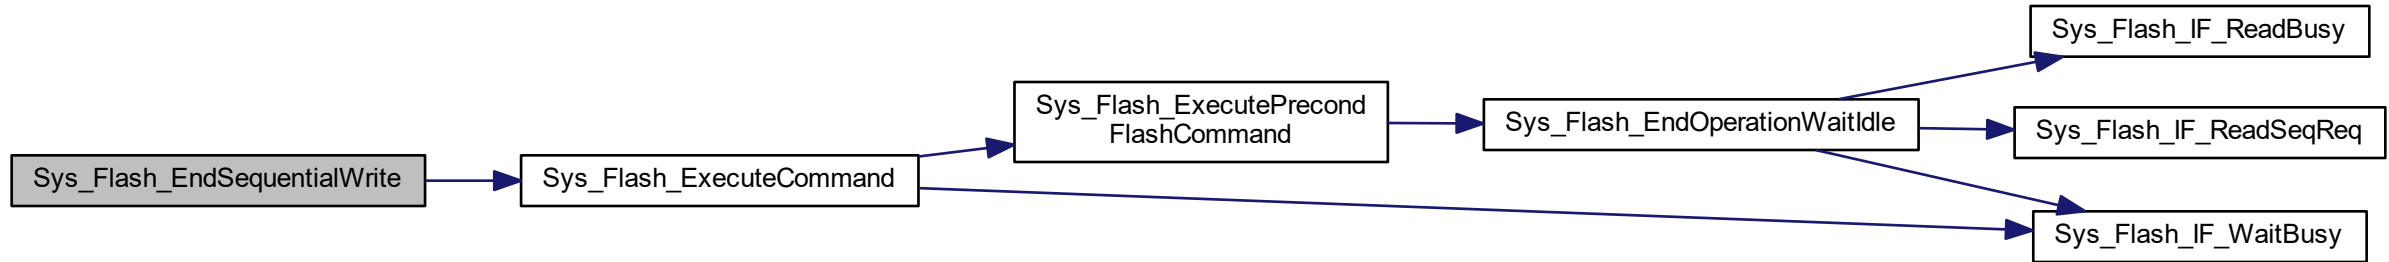 Sys_Flash_EndSequentialWrite
Sys_Flash_ExecuteCommand
Sys_Flash_ExecutePrecond
FlashCommand
Sys_Flash_EndOperationWaitIdle
Sys_Flash_IF_ReadBusy
Sys_Flash_IF_ReadSeqReq
Sys_Flash_IF_WaitBusy